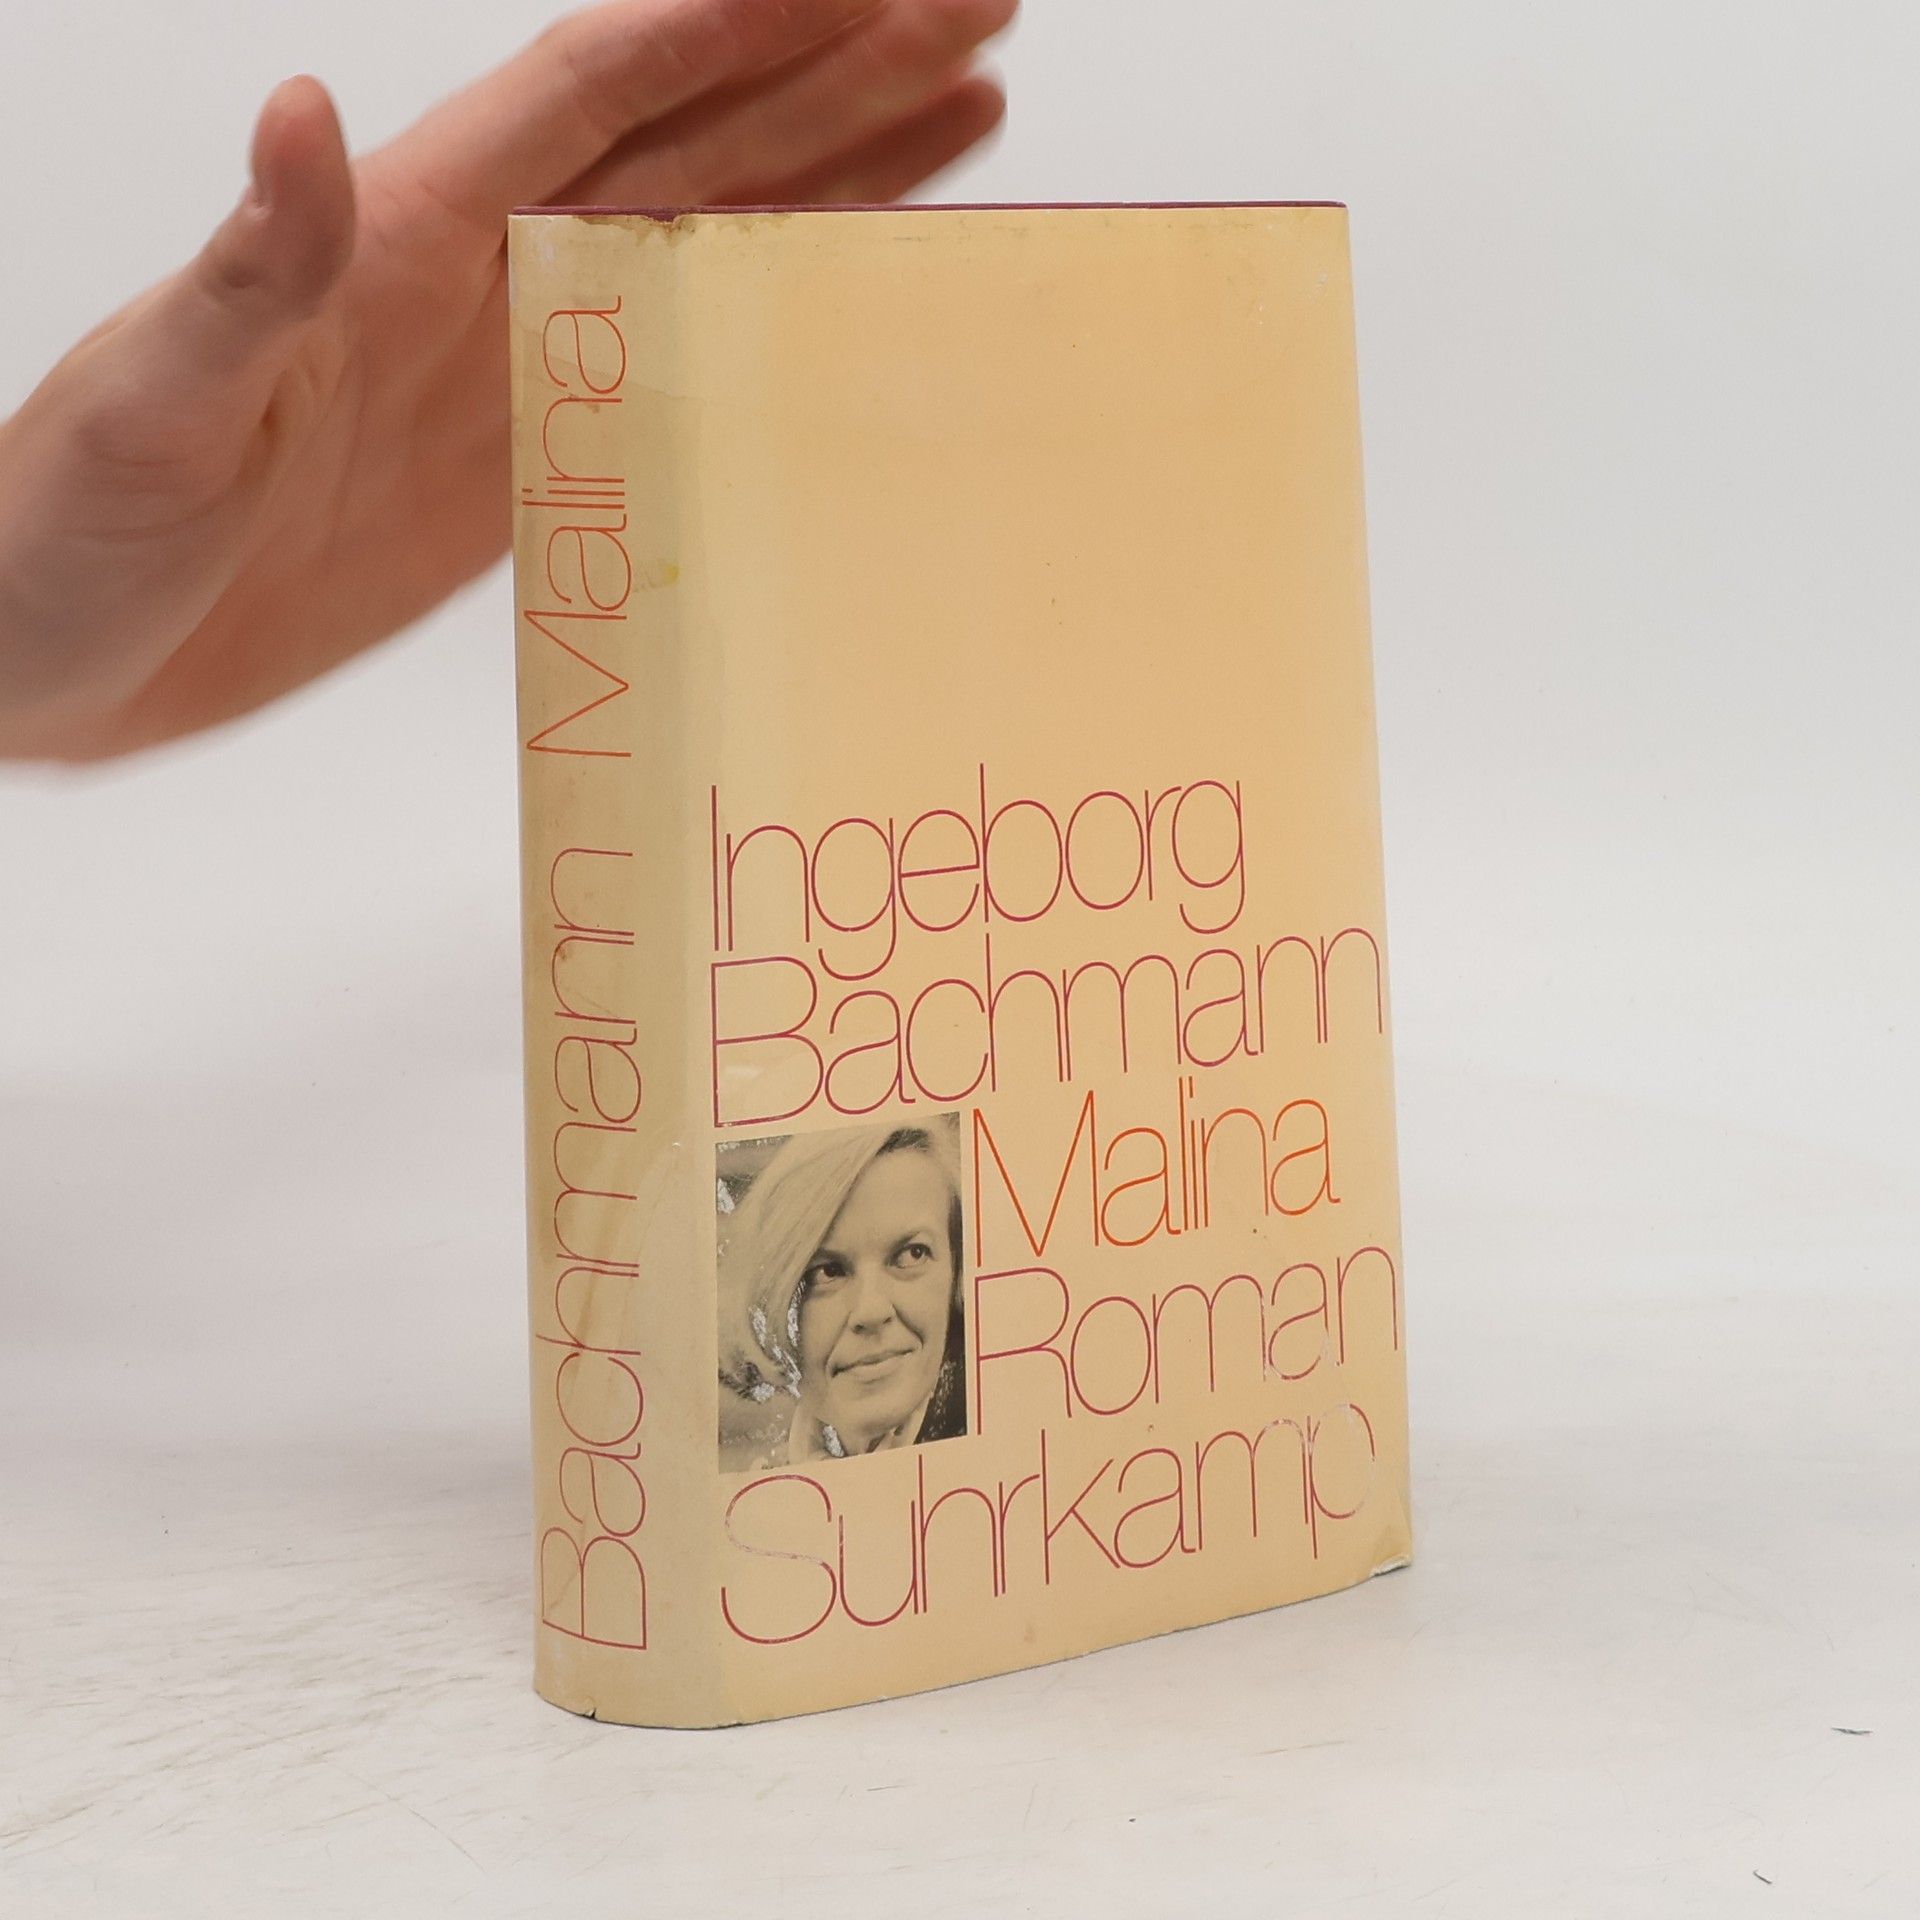 Bachmann Malina
Ingeborg
Bachmann
Malina
Roman
Suhrkamp